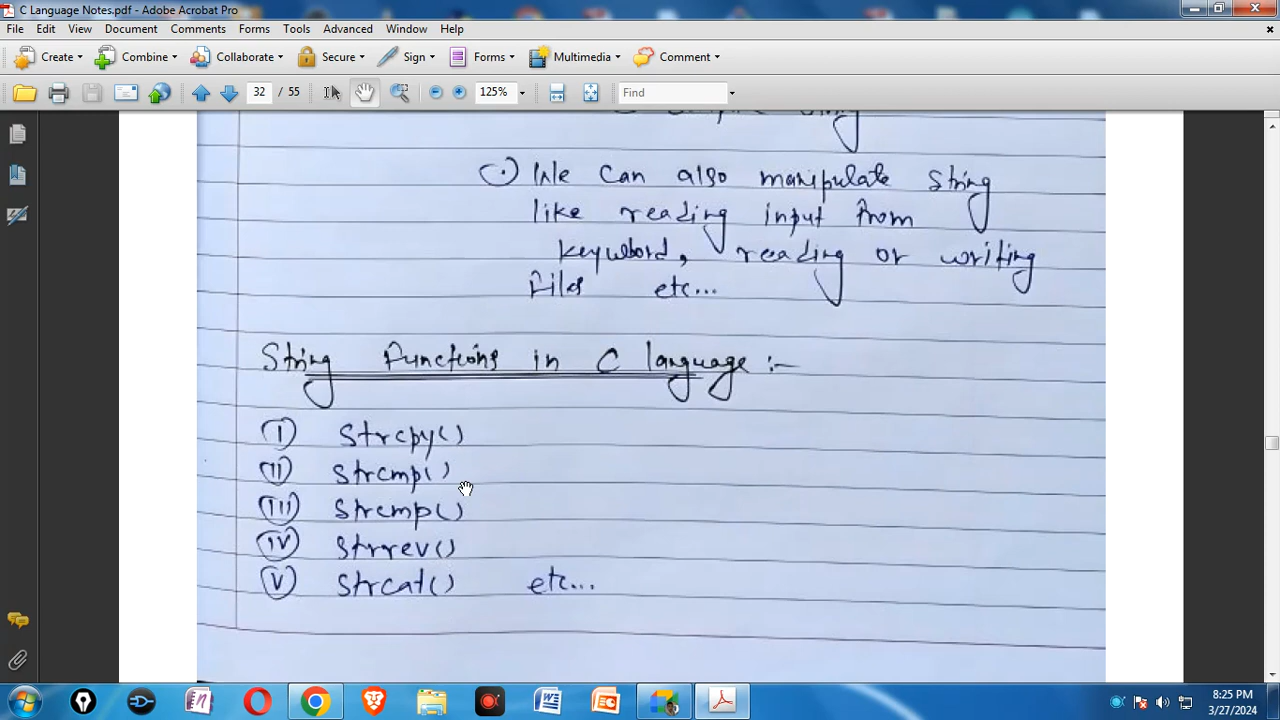 C Language Notes.pdf - Adobe Acrobat Pro
File Edit View Document Comments Forms Tools Advanced Window Help
Create Combine Collaborate Secure Sign Forms Multimedia Comment
32 / 55 125% Find
We can also manipulate string
like reading input from
keyword, reading or writing
files etc...
String Functions in C language :-
I Strcpy()
II Strcmp()
III Strcmp()
IV Strrev()
V Strcat() etc...
8:25 PM
3/27/2024